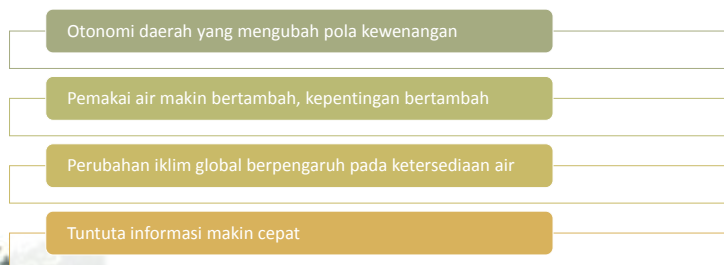 Otonomi daerah yang mengubah pola kewenangan
Pemakai air makin bertambah, kepentingan bertambah
Perubahan iklim global berpengaruh pada ketersediaan air
Tuntuta informasi makin cepat